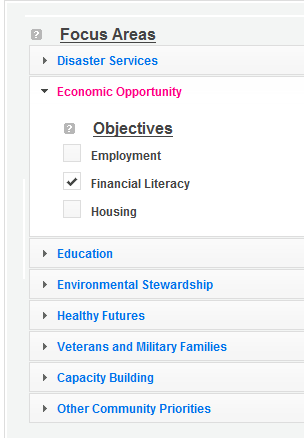 Focus Areas
Disaster Services
Economic Opportunity
Objectives
Employment
Financial Literacy
Housing
Education
Environmental Stewardship
Healthy Futures
Veterans and Military Families
Capacity Building
Other Community Priorities